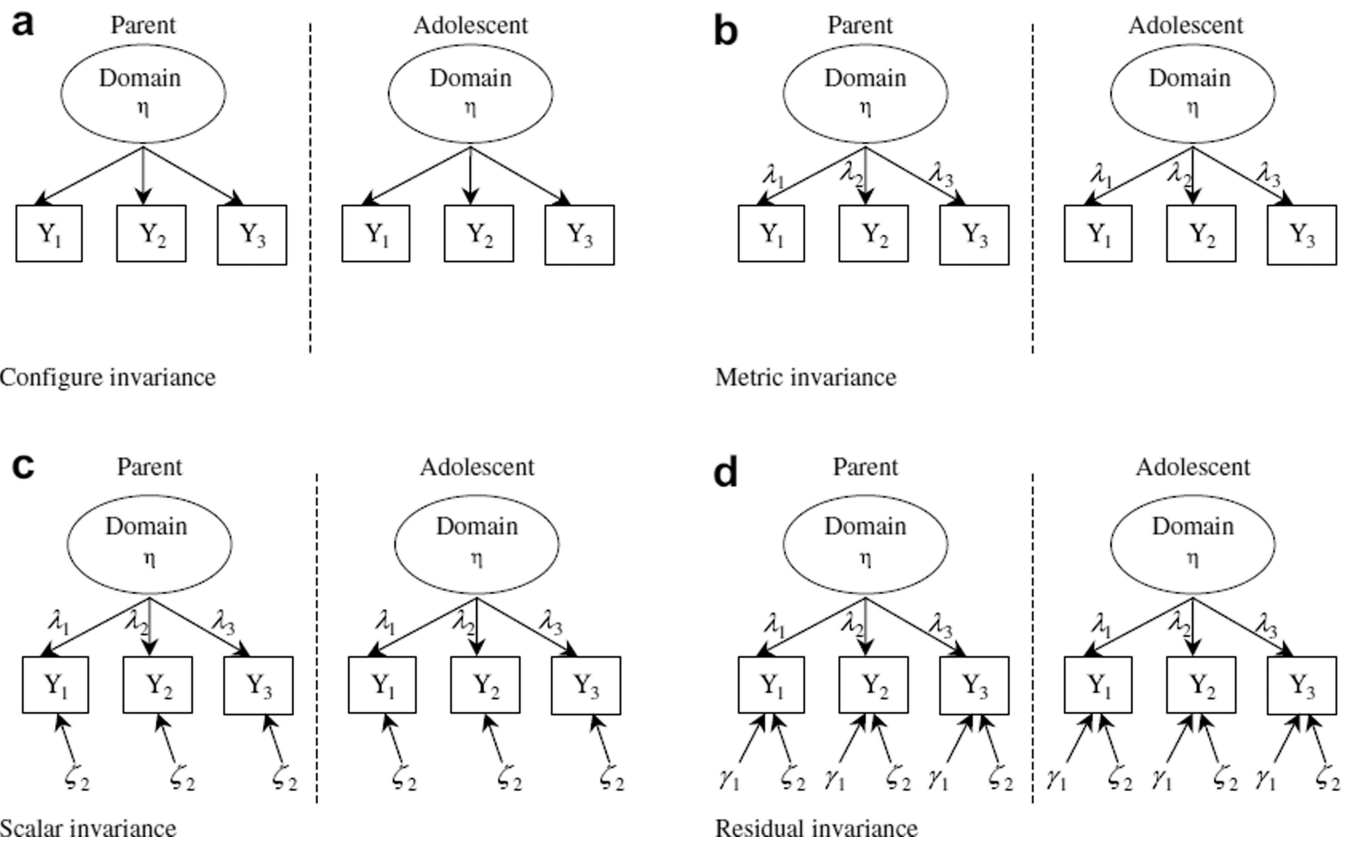 a
Parent Adolescent
Domain Domain
η η
Y₁ Y₂ Y₃ Y₁ Y₂ Y₃
Configure invariance
b
Parent Adolescent
Domain Domain
η η
λ₁ λ₂ λ₃ λ₁ λ₂ λ₃
Y₁ Y₂ Y₃ Y₁ Y₂ Y₃
Metric invariance
c
Parent Adolescent
Domain Domain
η η
λ₁ λ₂ λ₃ λ₁ λ₂ λ₃
Y₁ Y₂ Y₃ Y₁ Y₂ Y₃
ζ₂ ζ₂ ζ₂ ζ₂ ζ₂ ζ₂
Scalar invariance
d
Parent Adolescent
Domain Domain
η η
λ₁ λ₂ λ₃ λ₁ λ₂ λ₃
Y₁ Y₂ Y₃ Y₁ Y₂ Y₃
γ₁ ζ₂ γ₁ ζ₂ γ₁ ζ₂ γ₁ ζ₂ γ₁ ζ₂ γ₁ ζ₂
Residual invariance